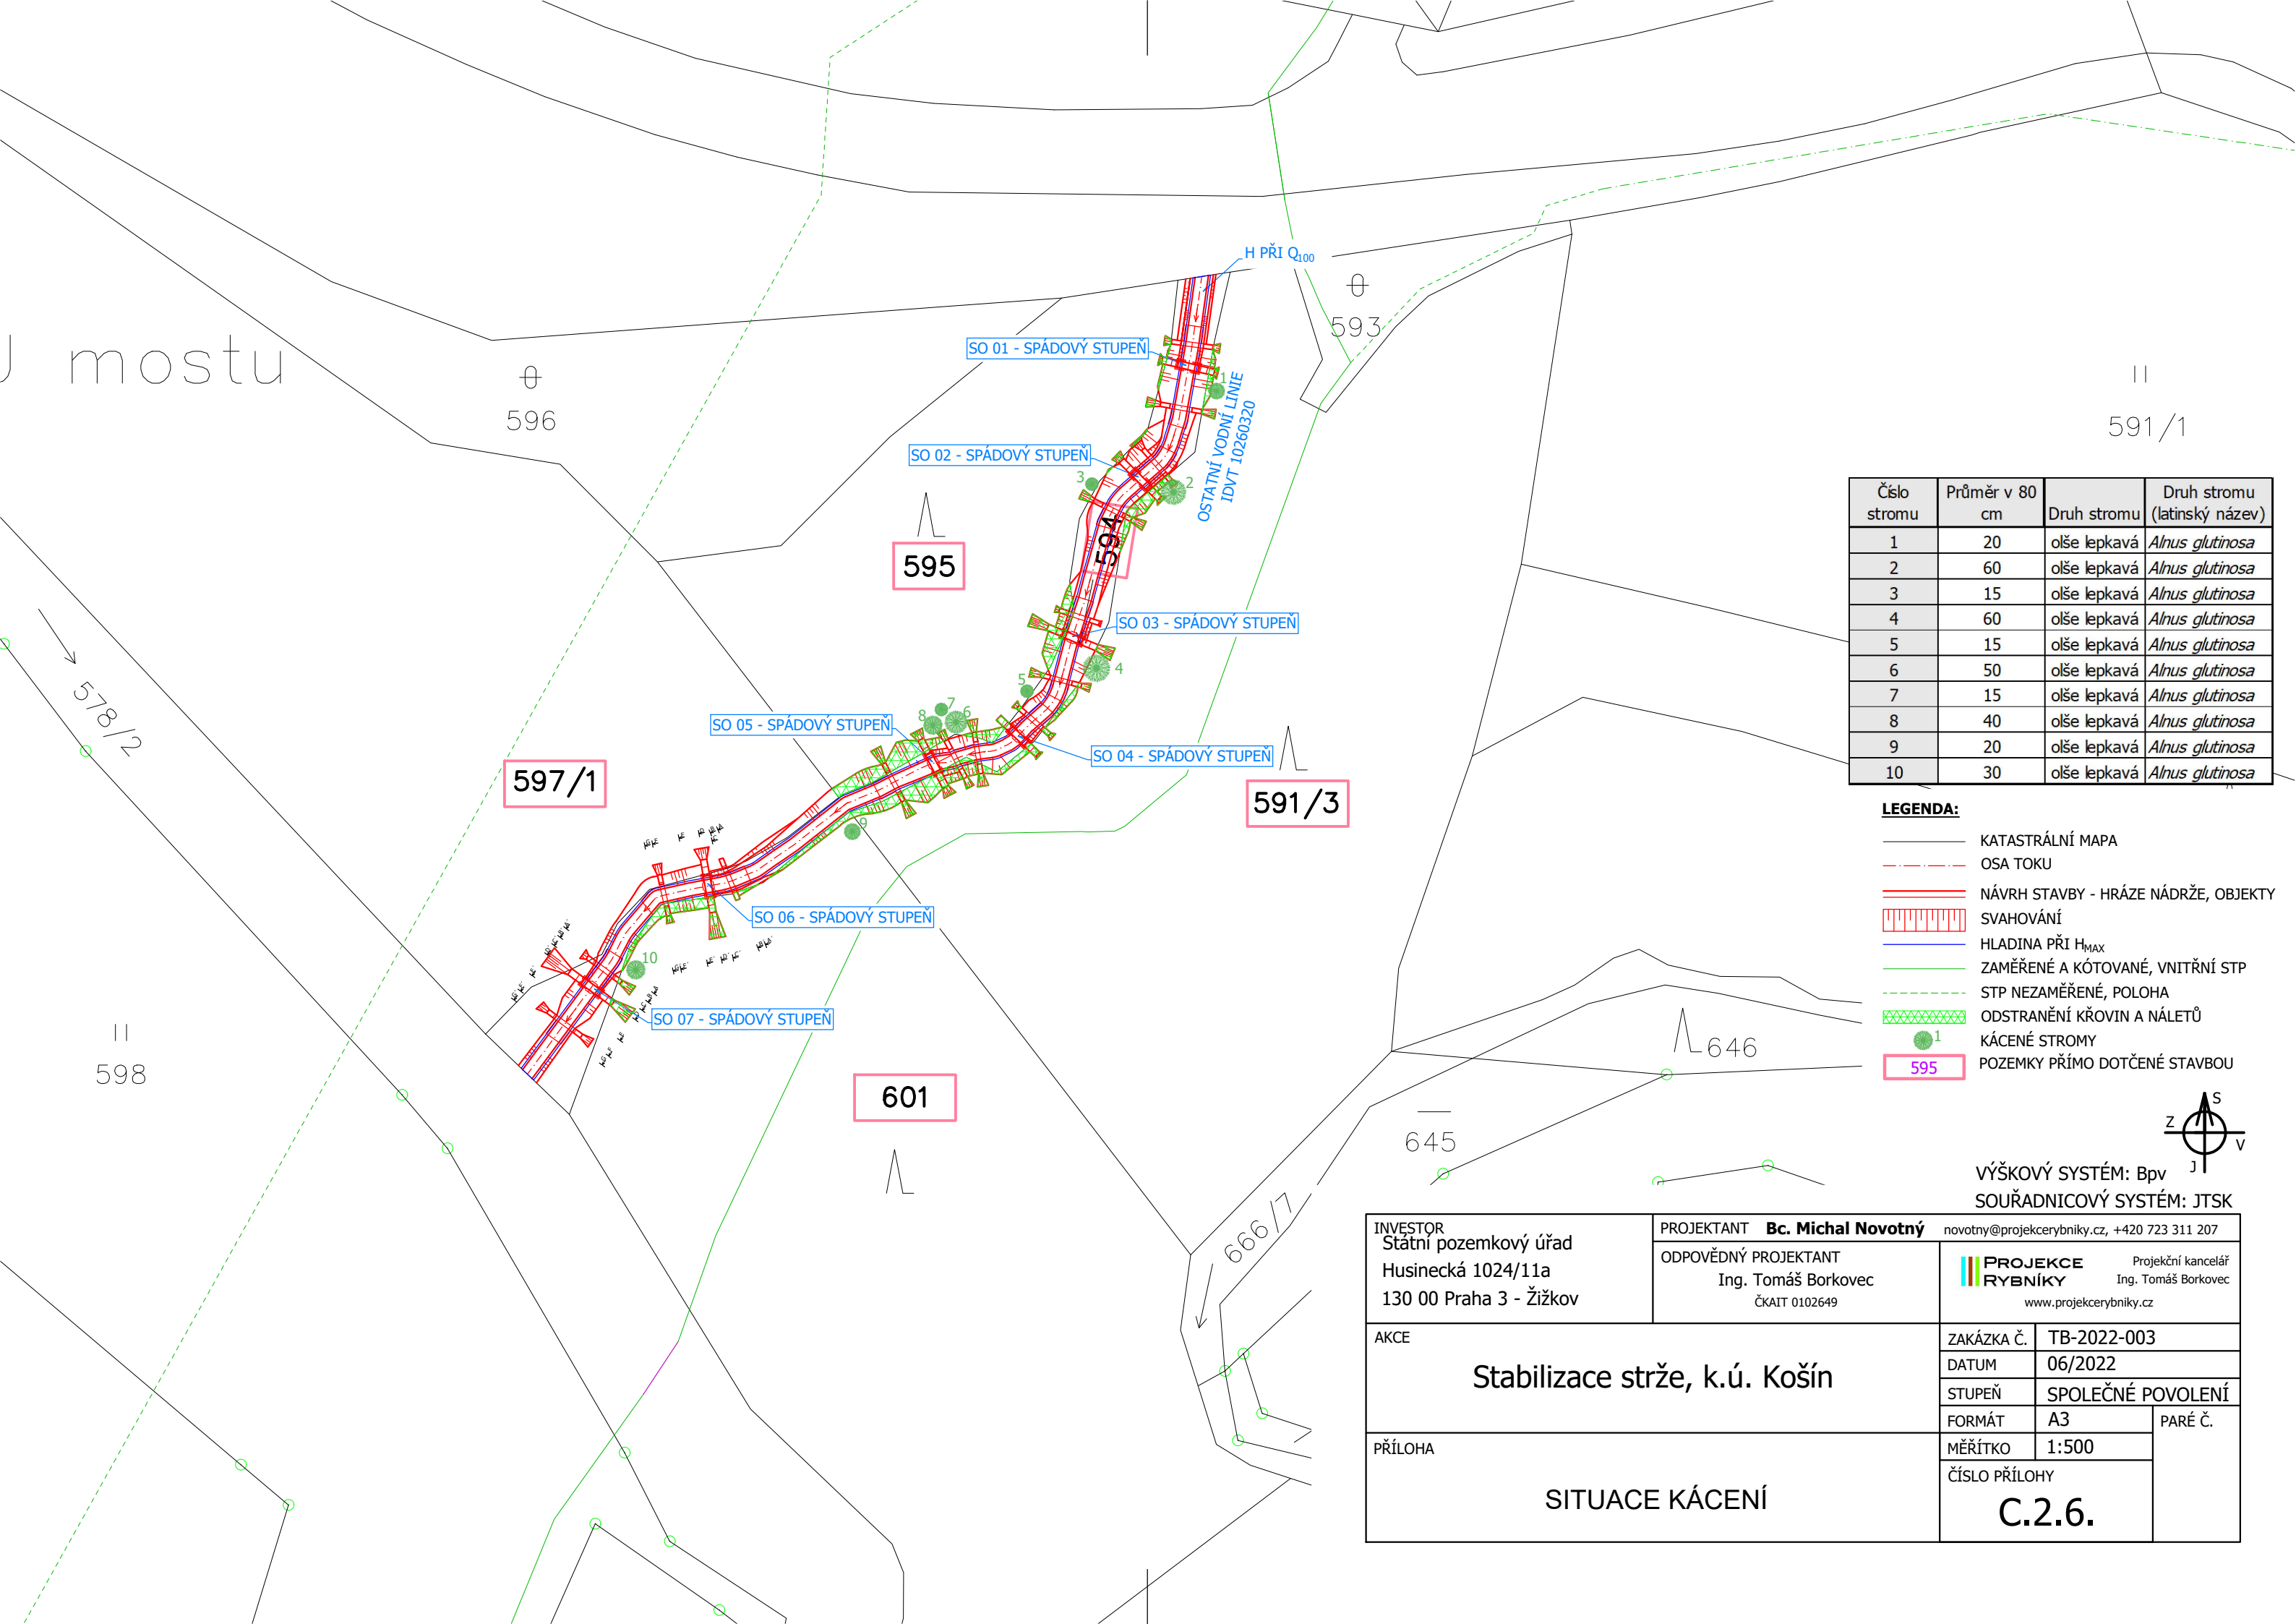 J mostu
H PŘI Q100
593
SO 01 - SPÁDOVÝ STUPEŇ
596
1
OSTATNÍ VODNÍ LINIE
IDVT 10260320
591/1
SO 02 - SPÁDOVÝ STUPEŇ
3
2
594
595
SO 03 - SPÁDOVÝ STUPEŇ
4
5
578/2
7
8
6
SO 05 - SPÁDOVÝ STUPEŇ
SO 04 - SPÁDOVÝ STUPEŇ
597/1
591/3
9
SO 06 - SPÁDOVÝ STUPEŇ
10
SO 07 - SPÁDOVÝ STUPEŇ
598
601
646
645
666/7
Číslo stromu Průměr v 80 cm Druh stromu Druh stromu (latinský název)
1 20 olše lepkavá Alnus glutinosa
2 60 olše lepkavá Alnus glutinosa
3 15 olše lepkavá Alnus glutinosa
4 60 olše lepkavá Alnus glutinosa
5 15 olše lepkavá Alnus glutinosa
6 50 olše lepkavá Alnus glutinosa
7 15 olše lepkavá Alnus glutinosa
8 40 olše lepkavá Alnus glutinosa
9 20 olše lepkavá Alnus glutinosa
10 30 olše lepkavá Alnus glutinosa
LEGENDA:
KATASTRÁLNÍ MAPA
OSA TOKU
NÁVRH STAVBY - HRÁZE NÁDRŽE, OBJEKTY
SVAHOVÁNÍ
HLADINA PŘI HMAX
ZAMĚŘENÉ A KÓTOVANÉ, VNITŘNÍ STP
STP NEZAMĚŘENÉ, POLOHA
ODSTRANĚNÍ KŘOVIN A NÁLETŮ
1 KÁCENÉ STROMY
595 POZEMKY PŘÍMO DOTČENÉ STAVBOU
S
Z
V
J
VÝŠKOVÝ SYSTÉM: Bpv
SOUŘADNICOVÝ SYSTÉM: JTSK
INVESTOR
Státní pozemkový úřad
Husinecká 1024/11a
130 00 Praha 3 - Žižkov
PROJEKTANT Bc. Michal Novotný novotny@projekcerybniky.cz, +420 723 311 207
ODPOVĚDNÝ PROJEKTANT
Ing. Tomáš Borkovec
ČKAIT 0102649
PROJEKCE
RYBNÍKY
Projekční kancelář
Ing. Tomáš Borkovec
www.projekcerybniky.cz
AKCE
Stabilizace strže, k.ú. Košín
ZAKÁZKA Č. TB-2022-003
DATUM 06/2022
STUPEŇ SPOLEČNÉ POVOLENÍ
FORMÁT A3
PARÉ Č.
MĚŘÍTKO 1:500
PŘÍLOHA
SITUACE KÁCENÍ
ČÍSLO PŘÍLOHY
C.2.6.